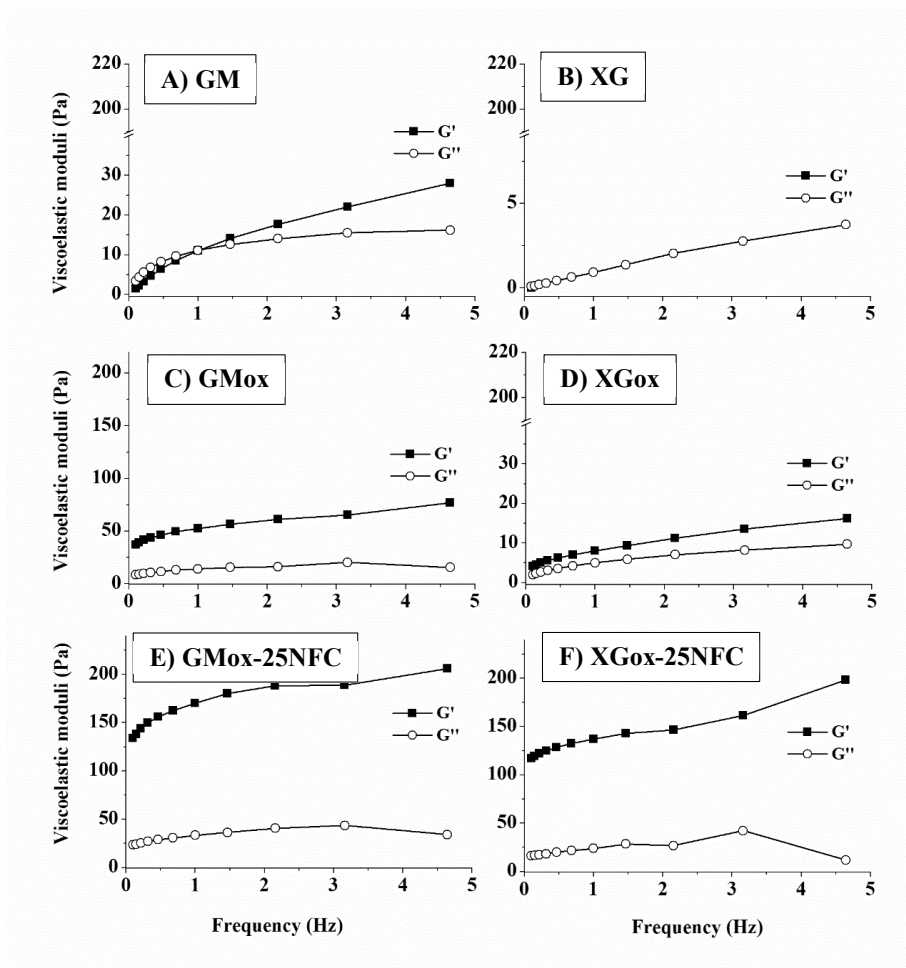 A) GM
Viscoelastic moduli (Pa)
220
200
30
20
10
0
G'
G''
0 1 2 3 4 5
B) XG
220
200
5
0
G'
G''
0 1 2 3 4 5
C) GMox
Viscoelastic moduli (Pa)
200
150
100
50
0
G'
G''
0 1 2 3 4 5
D) XGox
220
200
30
20
10
0
G'
G''
0 1 2 3 4 5
E) GMox-25NFC
Viscoelastic moduli (Pa)
200
150
100
50
0
G'
G''
0 1 2 3 4 5
Frequency (Hz)
F) XGox-25NFC
200
150
100
50
0
G'
G''
0 1 2 3 4 5
Frequency (Hz)